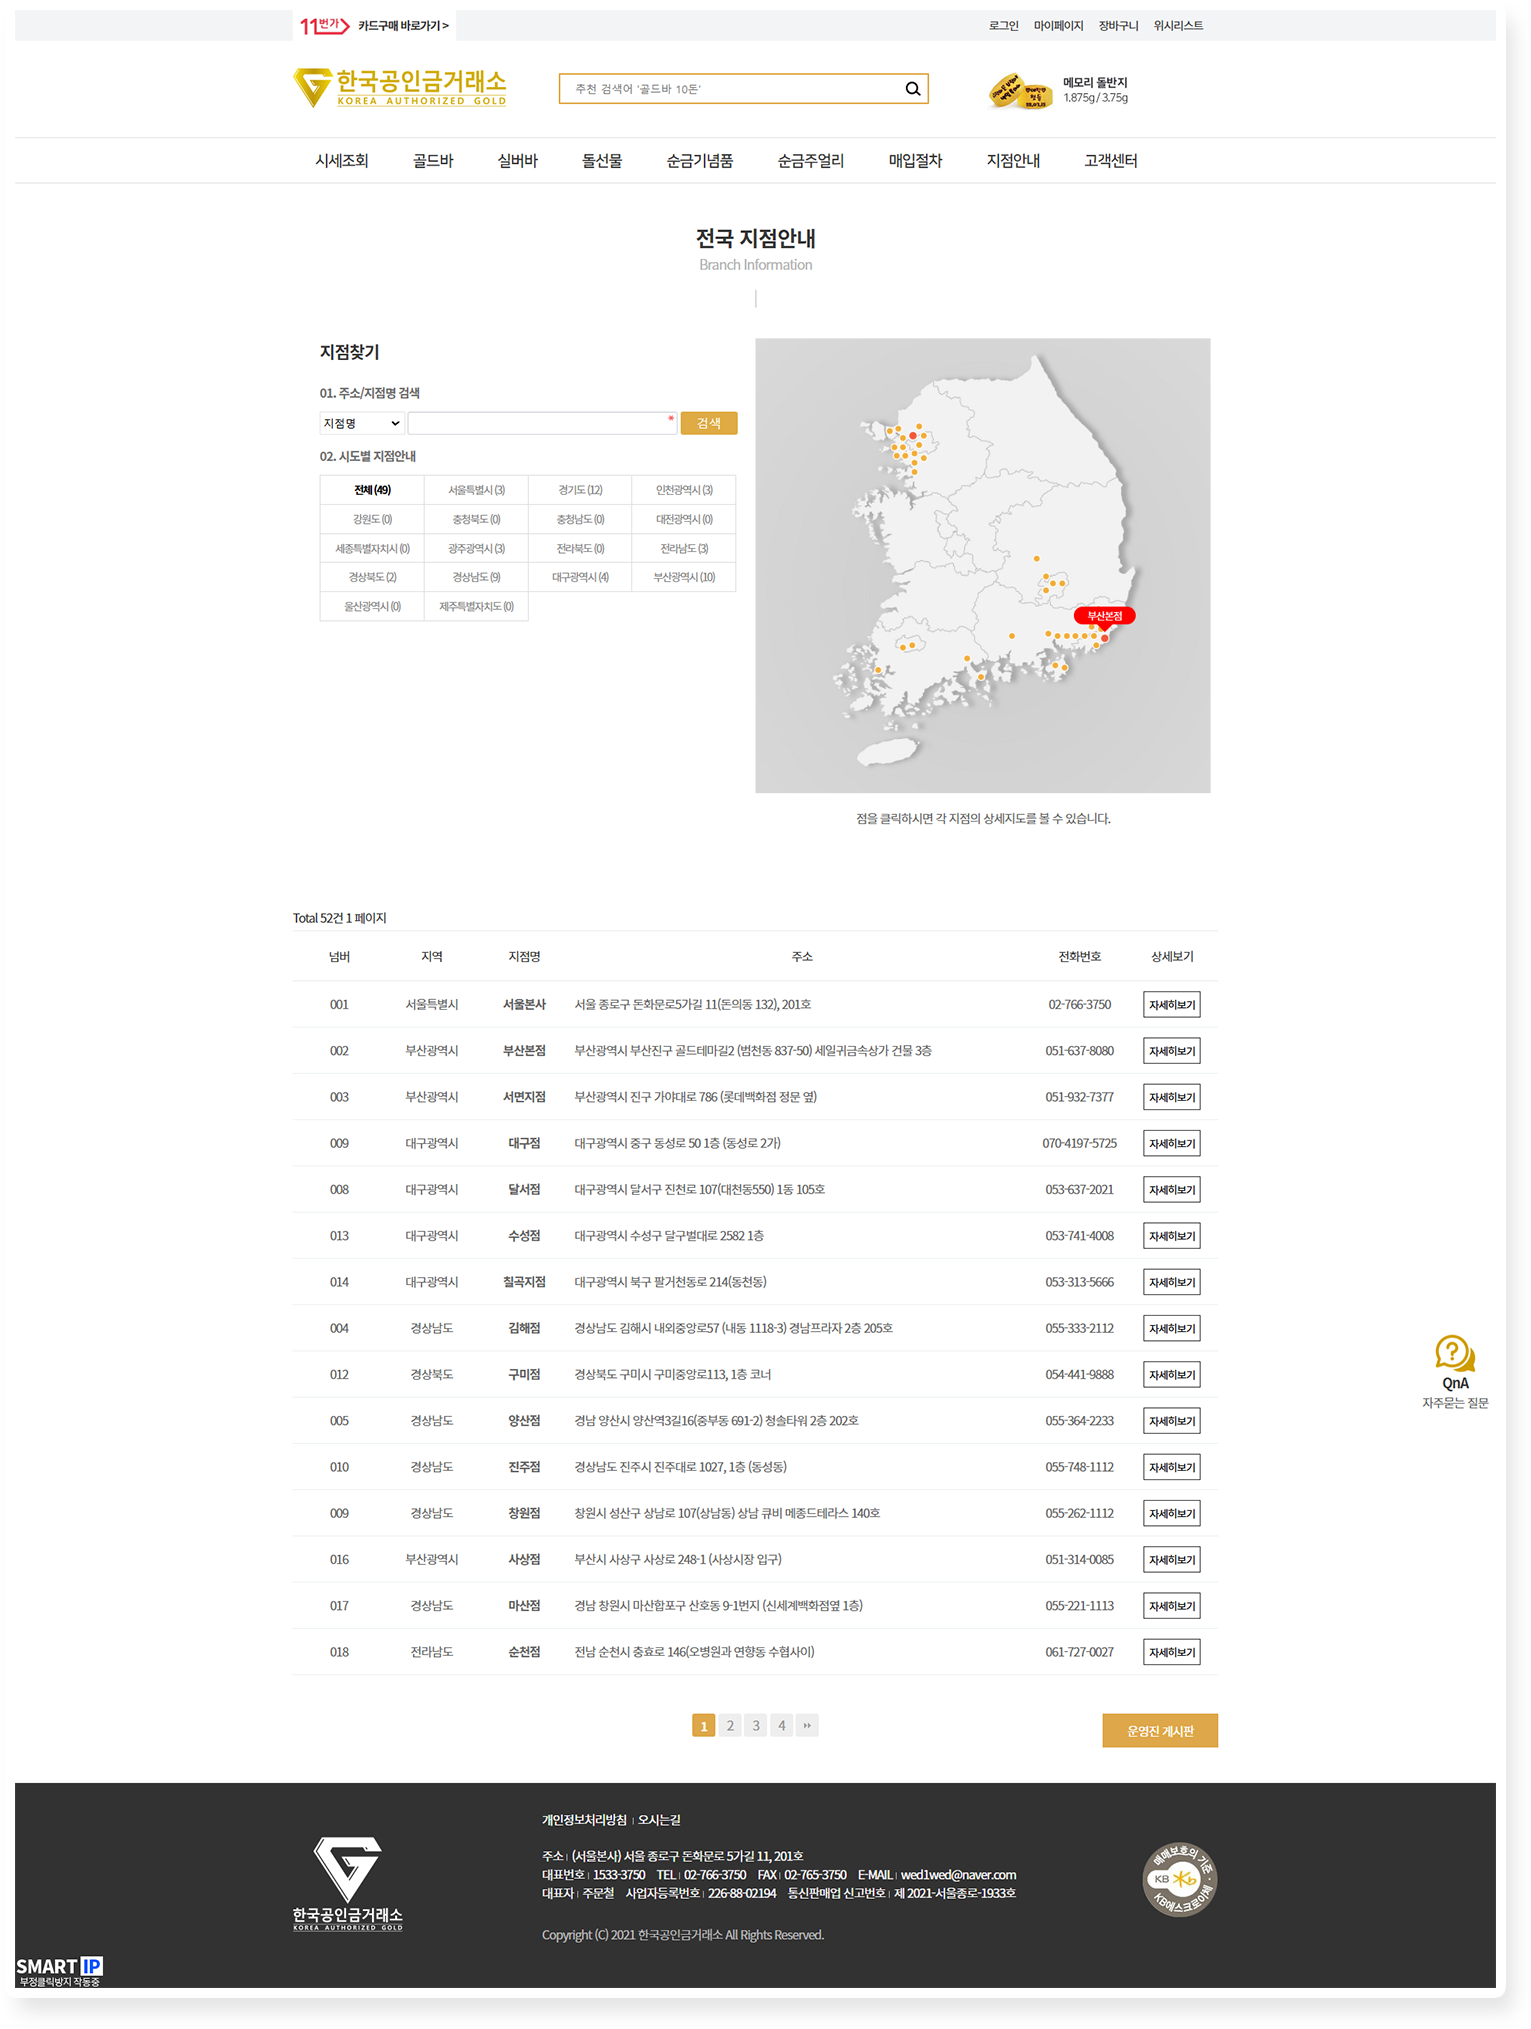 11번가 카드구매 바로가기 >
로그인 마이페이지 장바구니 위시리스트
한국공인금거래소
KOREA AUTHORIZED GOLD
추천 검색어 '골드바 10돈'
메모리 돌반지
1.875g / 3.75g
시세조회 골드바 실버바 돌선물 순금기념품 순금주얼리 매입절차 지점안내 고객센터
전국 지점안내
Branch Information
지점찾기
01. 주소/지점명 검색
지점명 * 검색
02. 시도별 지점안내
전체 (49) 서울특별시 (3) 경기도 (12) 인천광역시 (3)
강원도 (0) 충청북도 (0) 충청남도 (0) 대전광역시 (0)
세종특별자치시 (0) 광주광역시 (3) 전라북도 (0) 전라남도 (3)
경상북도 (2) 경상남도 (9) 대구광역시 (4) 부산광역시 (10)
울산광역시 (0) 제주특별자치도 (0)
부산본점
점을 클릭하시면 각 지점의 상세지도를 볼 수 있습니다.
Total 52건 1 페이지
넘버 지역 지점명 주소 전화번호 상세보기
001 서울특별시 서울본사 서울 종로구 돈화문로5가길 11(돈의동 132), 201호 02-766-3750 자세히보기
002 부산광역시 부산본점 부산광역시 부산진구 골드테마길2 (범천동 837-50) 세일귀금속상가 건물 3층 051-637-8080 자세히보기
003 부산광역시 서면지점 부산광역시 진구 가야대로 786 (롯데백화점 정문 옆) 051-932-7377 자세히보기
009 대구광역시 대구점 대구광역시 중구 동성로 50 1층 (동성로 2가) 070-4197-5725 자세히보기
008 대구광역시 달서점 대구광역시 달서구 진천로 107(대천동550) 1동 105호 053-637-2021 자세히보기
013 대구광역시 수성점 대구광역시 수성구 달구벌대로 2582 1층 053-741-4008 자세히보기
014 대구광역시 칠곡지점 대구광역시 북구 팔거천동로 214(동천동) 053-313-5666 자세히보기
004 경상남도 김해점 경상남도 김해시 내외중앙로57 (내동 1118-3) 경남프라자 2층 205호 055-333-2112 자세히보기
012 경상북도 구미점 경상북도 구미시 구미중앙로113, 1층 코너 054-441-9888 자세히보기
005 경상남도 양산점 경남 양산시 양산역3길16(중부동 691-2) 청솔타워 2층 202호 055-364-2233 자세히보기
010 경상남도 진주점 경상남도 진주시 진주대로 1027, 1층 (동성동) 055-748-1112 자세히보기
009 경상남도 창원점 창원시 성산구 상남로 107(상남동) 상남 큐비 메종드테라스 140호 055-262-1112 자세히보기
016 부산광역시 사상점 부산시 사상구 사상로 248-1 (사상시장 입구) 051-314-0085 자세히보기
017 경상남도 마산점 경남 창원시 마산합포구 산호동 9-1번지 (신세계백화점옆 1층) 055-221-1113 자세히보기
018 전라남도 순천점 전남 순천시 충효로 146(오병원과 연향동 수협사이) 061-727-0027 자세히보기
QnA
자주묻는 질문
1 2 3 4
운영진 게시판
개인정보처리방침 | 오시는길
주소 | (서울본사) 서울 종로구 돈화문로 5가길 11, 201호
대표번호 | 1533-3750 TEL | 02-766-3750 FAX | 02-765-3750 E-MAIL | wed1wed@naver.com
대표자 | 주문철 사업자등록번호 | 226-88-02194 통신판매업 신고번호 | 제 2021-서울종로-1933호
Copyright (C) 2021 한국공인금거래소 All Rights Reserved.
한국공인금거래소
KOREA AUTHORIZED GOLD
매매보호의 기준
KB
KB에스크로이체
SMART IP
부정클릭방지 작동중